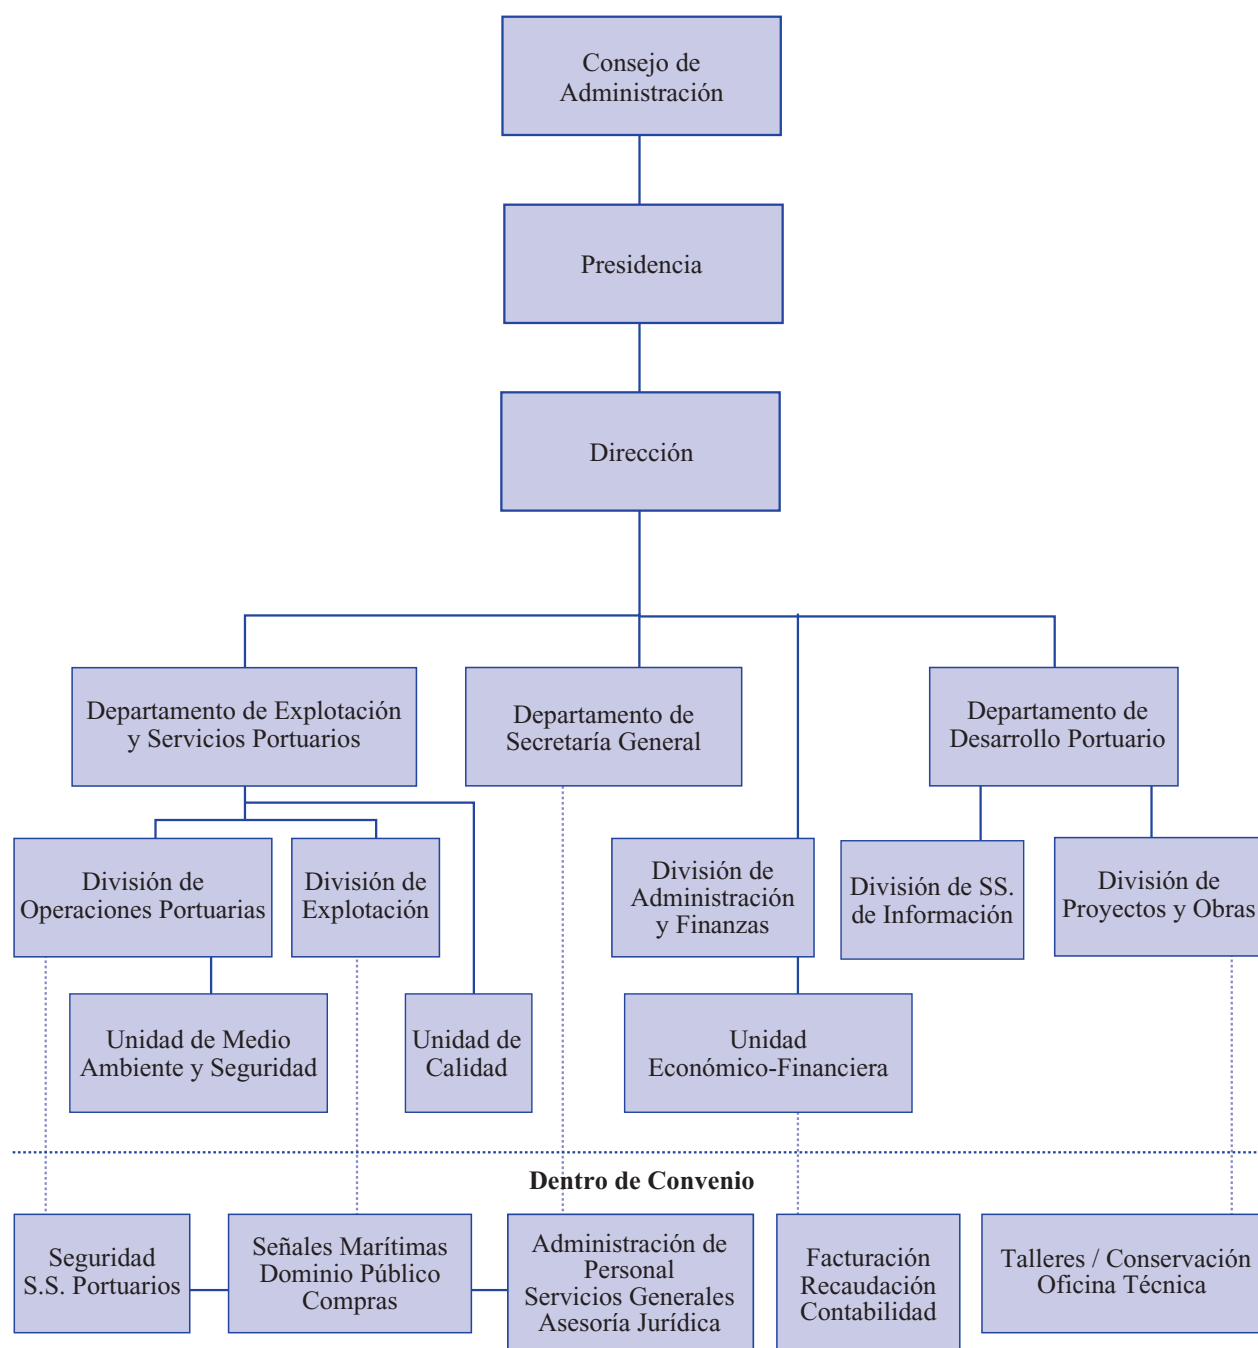 Consejo de
Administración
Presidencia
Dirección
Departamento de Explotación
y Servicios Portuarios
Departamento de
Secretaría General
Departamento de
Desarrollo Portuario
División de
Operaciones Portuarias
División de
Explotación
División de
Administración
y Finanzas
División de SS.
de Información
División de
Proyectos y Obras
Unidad de Medio
Ambiente y Seguridad
Unidad de
Calidad
Unidad
Económico-Financiera
Dentro de Convenio
Seguridad
S.S. Portuarios
Señales Marítimas
Dominio Público
Compras
Administración de
Personal
Servicios Generales
Asesoría Jurídica
Facturación
Recaudación
Contabilidad
Talleres / Conservación
Oficina Técnica